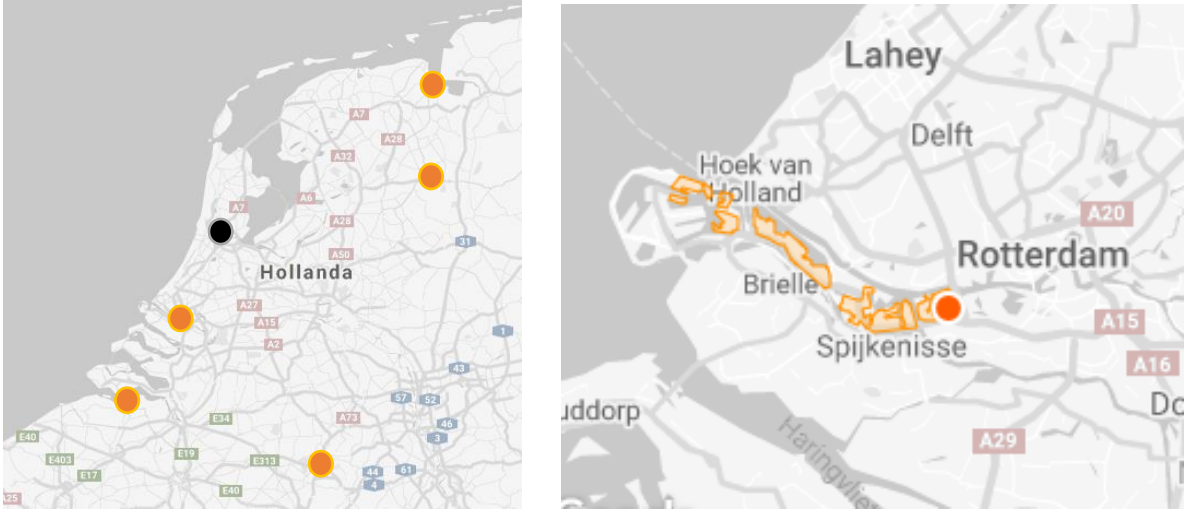 A7
A28
A32
A6
A7
A28
31
A50
Hollanda
A27
A15
A2
1
43
57
52
A73
E34
46
3
E40
E19
E403
E313
61
44
E17
4
A25
E40
Lahey
Delft
Hoek van
Holland
A20
Rotterdam
Brielle
A15
Spijkenisse
A16
uddorp
Do
A29
Haringvlie